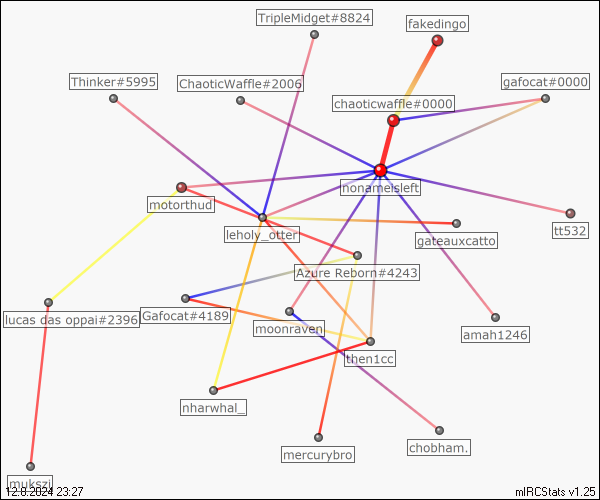 TripleMidget#8824
fakedingo
Thinker#5995
ChaoticWaffle#2006
gafocat#0000
chaoticwaffle#0000
nonameisleft
motorthud
tt532
leholy_otter
gateauxcatto
Azure Reborn#4243
lucas das oppai#2396
Gafocat#4189
moonraven
amah1246
then1cc
nharwhal_
chobham.
mercurybro
mukszi
12.8.2024 23:27
mIRCStats v1.25